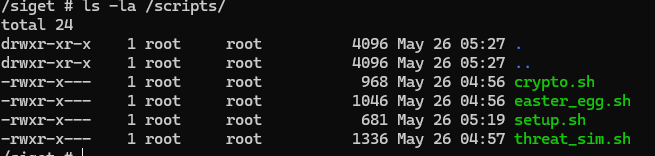 /siget # ls -la /scripts/
total 24
drwxr-xr-x    1 root     root          4096 May 26 05:27 .
drwxr-xr-x    1 root     root          4096 May 26 05:27 ..
-rwxr-x---    1 root     root           968 May 26 04:56 crypto.sh
-rwxr-x---    1 root     root          1046 May 26 04:56 easter_egg.sh
-rwxr-x---    1 root     root           681 May 26 05:19 setup.sh
-rwxr-x---    1 root     root          1336 May 26 04:57 threat_sim.sh
/siget #